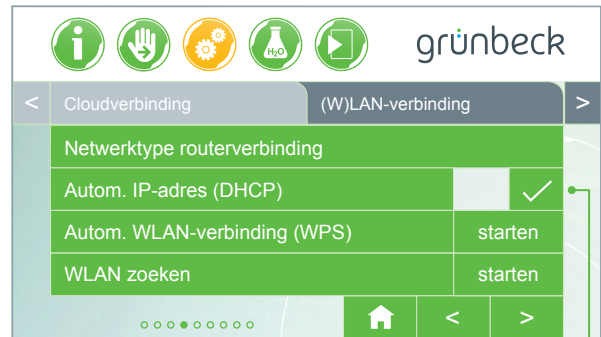 i H₂O grünbeck
< Cloudverbinding (W)LAN-verbinding >
Netwerktype routerverbinding
Autom. IP-adres (DHCP)
Autom. WLAN-verbinding (WPS) starten
WLAN zoeken starten
< >